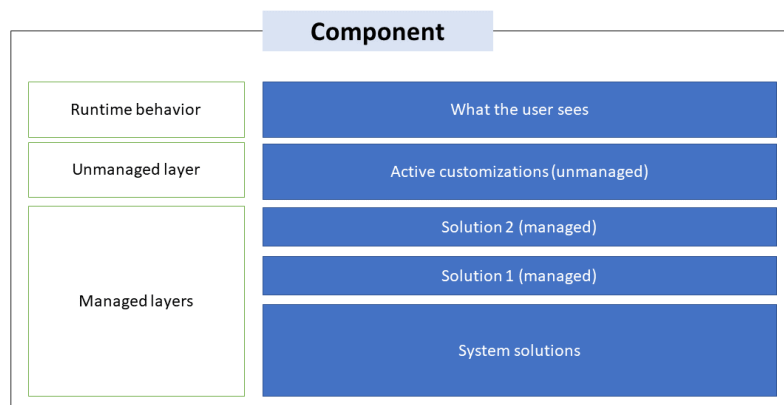 Component
Runtime behavior
What the user sees
Unmanaged layer
Active customizations (unmanaged)
Managed layers
Solution 2 (managed)
Solution 1 (managed)
System solutions